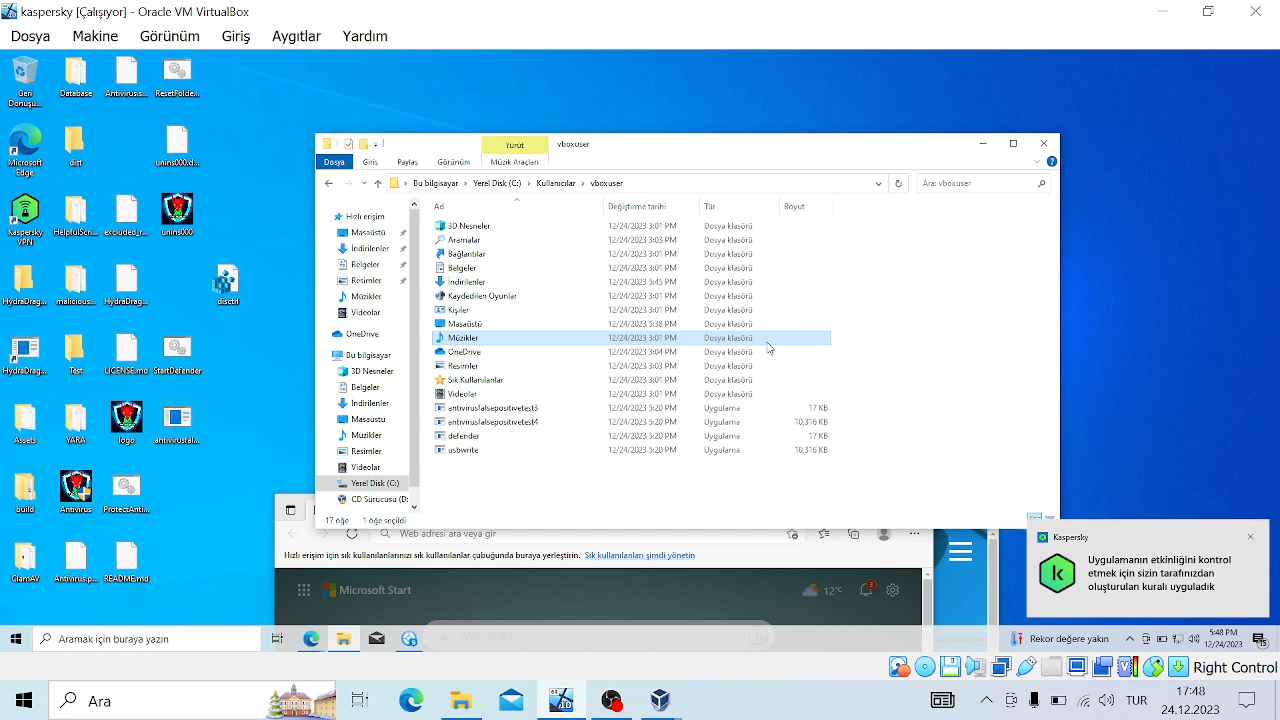 kaspersky [Çalışıyor] - Oracle VM VirtualBox
Dosya Makine Görünüm Giriş Aygıtlar Yardım
Geri Dönüşü...
Database
Antivirus.is...
ResetFolde...
Microsoft Edge
dist
unins000.d...
Kaspersky VPN
HelpfulScri...
excluded_r...
unins000
HydraDrag...
malicious...
HydraDrag...
disctrl
HydraDrag...
Test
LICENSE.md
StartDefender
Assets
YARA
logo
antivirusfal...
build
Antivirus
ProtectAnti...
ClamAV
Antivirus.p...
README.md
Yürüt
vboxuser
Dosya Giriş Paylaş Görünüm Müzik Araçları
Bu bilgisayar > Yerel Disk (C:) > Kullanıcılar > vboxuser
Ara: vboxuser
Hızlı erişim
Masaüstü
İndirilenler
Belgeler
Resimler
Müzikler
Videolar
OneDrive
Bu bilgisayar
3D Nesneler
Belgeler
İndirilenler
Masaüstü
Müzikler
Resimler
Videolar
Yerel Disk (C:)
CD Sürücüsü (D:
Ad Değiştirme tarihi Tür Boyut
3D Nesneler 12/24/2023 3:01 PM Dosya klasörü
Aramalar 12/24/2023 3:03 PM Dosya klasörü
Bağlantılar 12/24/2023 3:01 PM Dosya klasörü
Belgeler 12/24/2023 3:01 PM Dosya klasörü
İndirilenler 12/24/2023 5:45 PM Dosya klasörü
Kaydedilen Oyunlar 12/24/2023 3:01 PM Dosya klasörü
Kişiler 12/24/2023 3:01 PM Dosya klasörü
Masaüstü 12/24/2023 5:38 PM Dosya klasörü
Müzikler 12/24/2023 3:01 PM Dosya klasörü
OneDrive 12/24/2023 3:04 PM Dosya klasörü
Resimler 12/24/2023 3:03 PM Dosya klasörü
Sık Kullanılanlar 12/24/2023 3:01 PM Dosya klasörü
Videolar 12/24/2023 3:01 PM Dosya klasörü
antivirusfalsepositivetest3 12/24/2023 5:20 PM Uygulama 17 KB
antivirusfalsepositivetest4 12/24/2023 5:20 PM Uygulama 10,316 KB
defender 12/24/2023 5:20 PM Uygulama 17 KB
usbwrite 12/24/2023 5:20 PM Uygulama 10,316 KB
17 öğe 1 öğe seçildi
Web adresi ara veya gir
Hızlı erişim için sık kullanılanlarınızı sık kullanılanlar çubuğunda buraya yerleştirin. Sık kullanılanları şimdi yönetin
Microsoft Start
12°C
3
Web'de ara
Kaspersky
Uygulamanın etkinliğini kontrol
etmek için sizin tarafınızdan
oluşturulan kuralı uyguladık
Aramak için buraya yazın
Rekor değere yakın
5:48 PM
12/24/2023
Right Control
Ara
TUR
17:48
24.12.2023